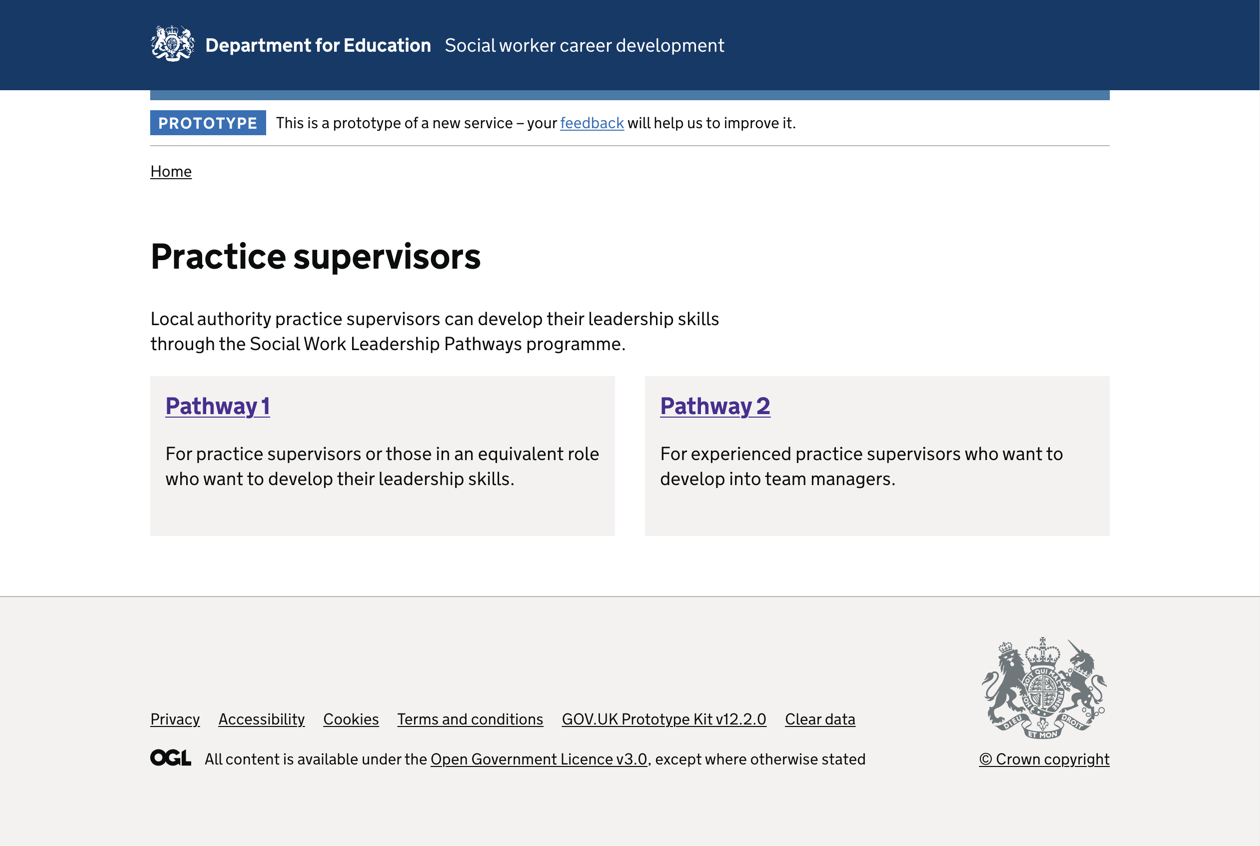 Department for Education Social worker career development
PROTOTYPE This is a prototype of a new service – your feedback will help us to improve it.
Home
Practice supervisors
Local authority practice supervisors can develop their leadership skills
through the Social Work Leadership Pathways programme.
Pathway 1
For practice supervisors or those in an equivalent role
who want to develop their leadership skills.
Pathway 2
For experienced practice supervisors who want to
develop into team managers.
Privacy Accessibility Cookies Terms and conditions GOV.UK Prototype Kit v12.2.0 Clear data
OGL All content is available under the Open Government Licence v3.0, except where otherwise stated
DIEU ET MON DROIT
© Crown copyright